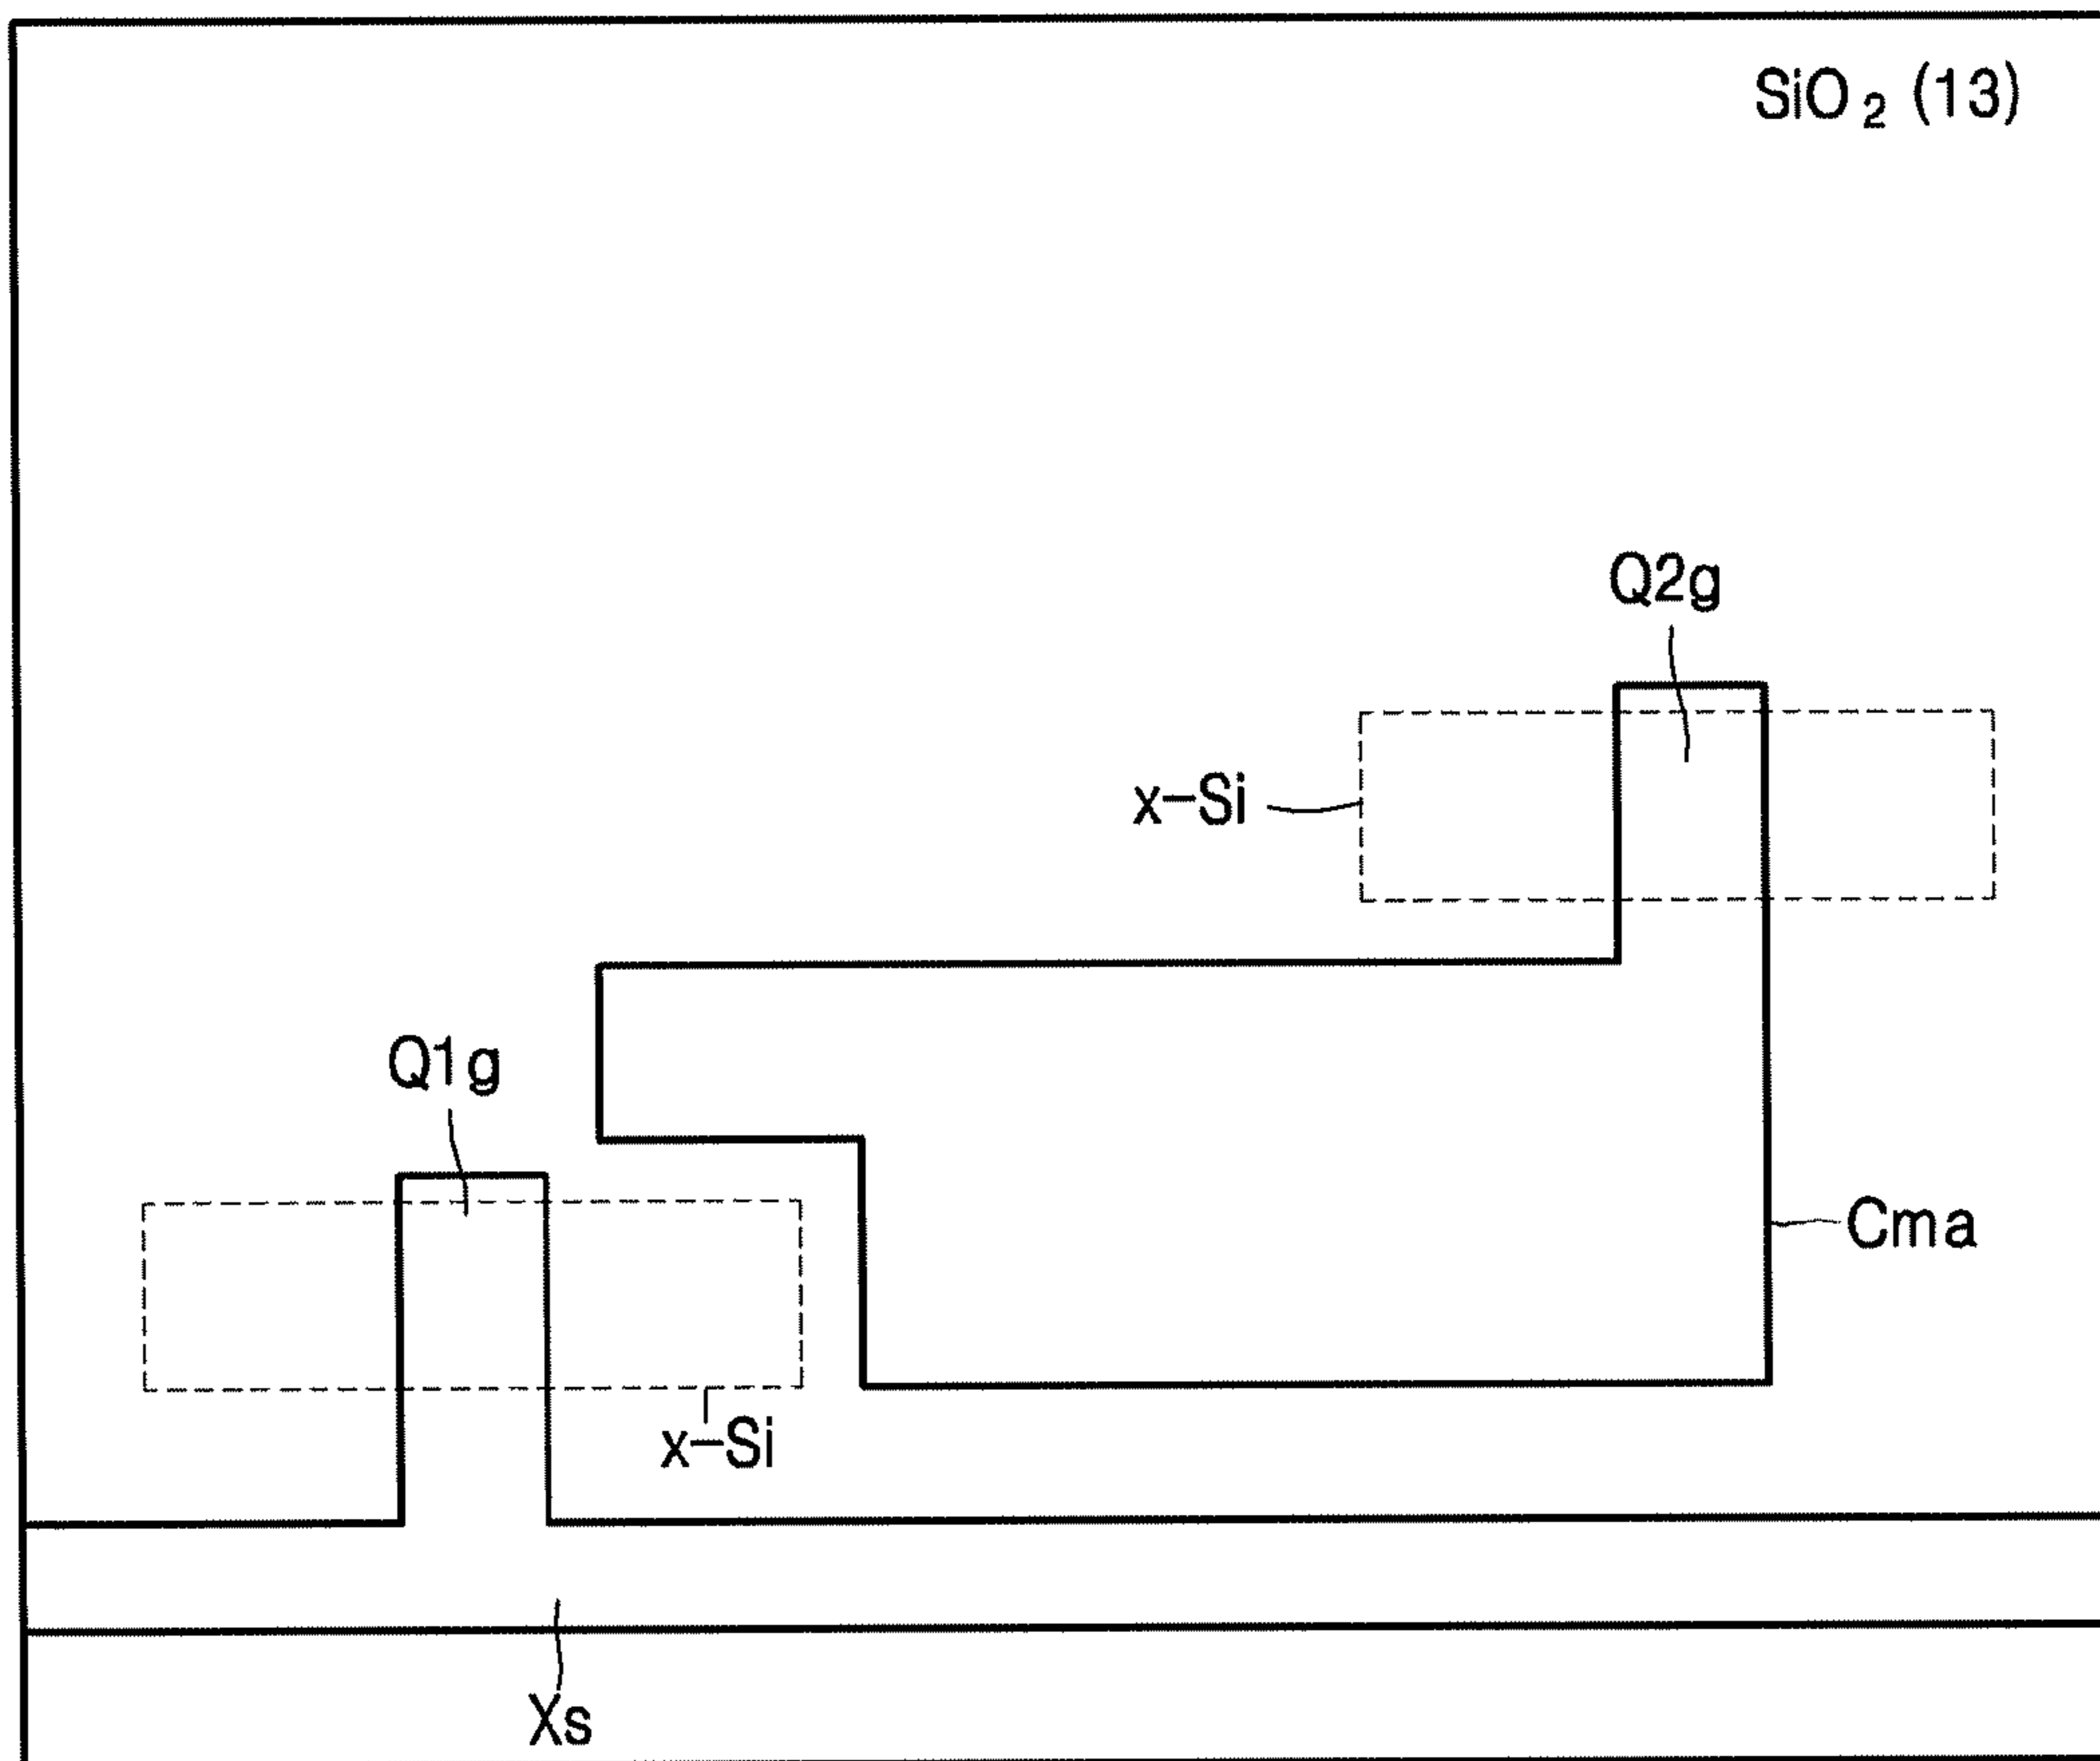 SiO₂ (13)
Q2g
x-Si
Q1g
Cma
x-Si
Xs